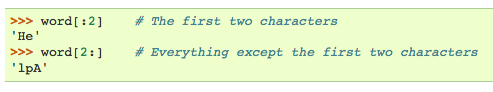 >>> word[:2]    # The first two characters
'He'
>>> word[2:]    # Everything except the first two characters
'lpA'